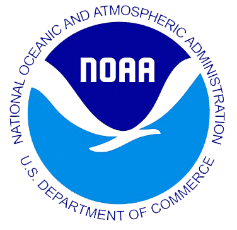 NATIONAL OCEANIC AND ATMOSPHERIC ADMINISTRATION
NOAA
U.S. DEPARTMENT OF COMMERCE